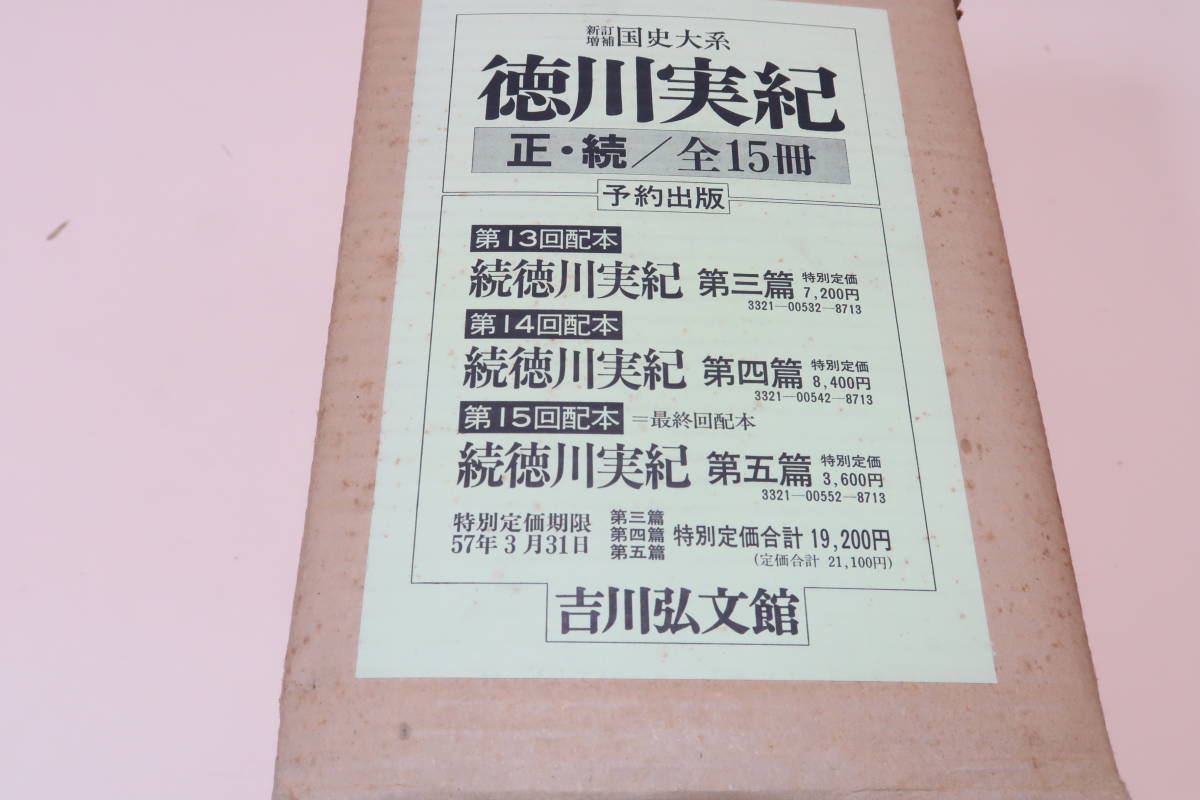 新訂増補国史大系
徳川実紀
正・続/全15冊
予約出版
第13回配本
続徳川実紀 第三篇 特別定価
7,200円
3321―00532―8713
第14回配本
続徳川実紀 第四篇 特別定価
8,400円
3321―00542―8713
第15回配本 =最終回配本
続徳川実紀 第五篇 特別定価
3,600円
3321―00552―8713
特別定価期限
57年3月31日
第三篇
第四篇
第五篇
特別定価合計 19,200円
(定価合計 21,100円)
吉川弘文館